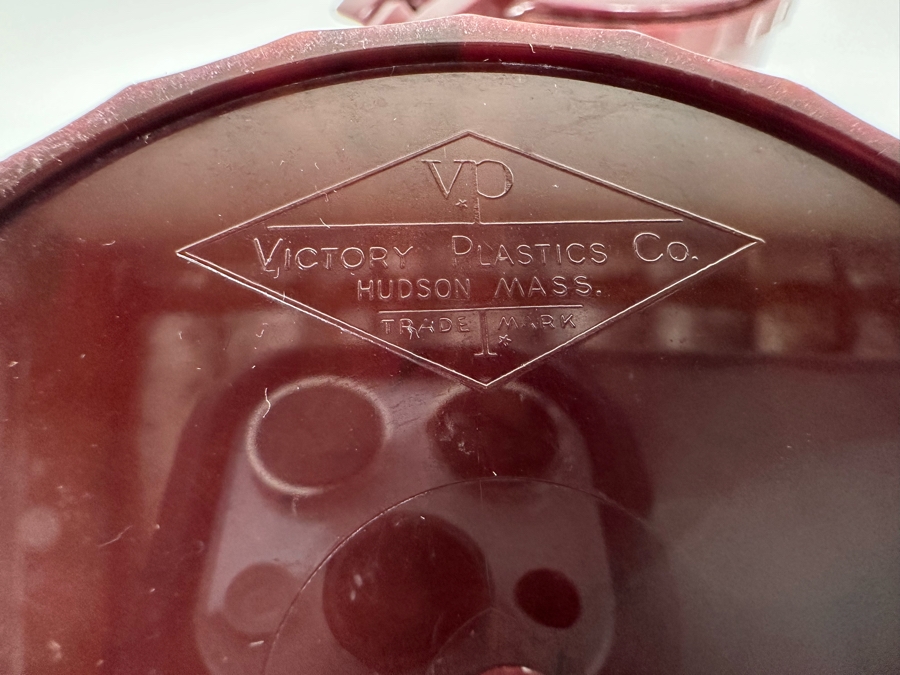 vp
VICTORY PLASTICS Co.
HUDSON MASS.
TRADE MARK